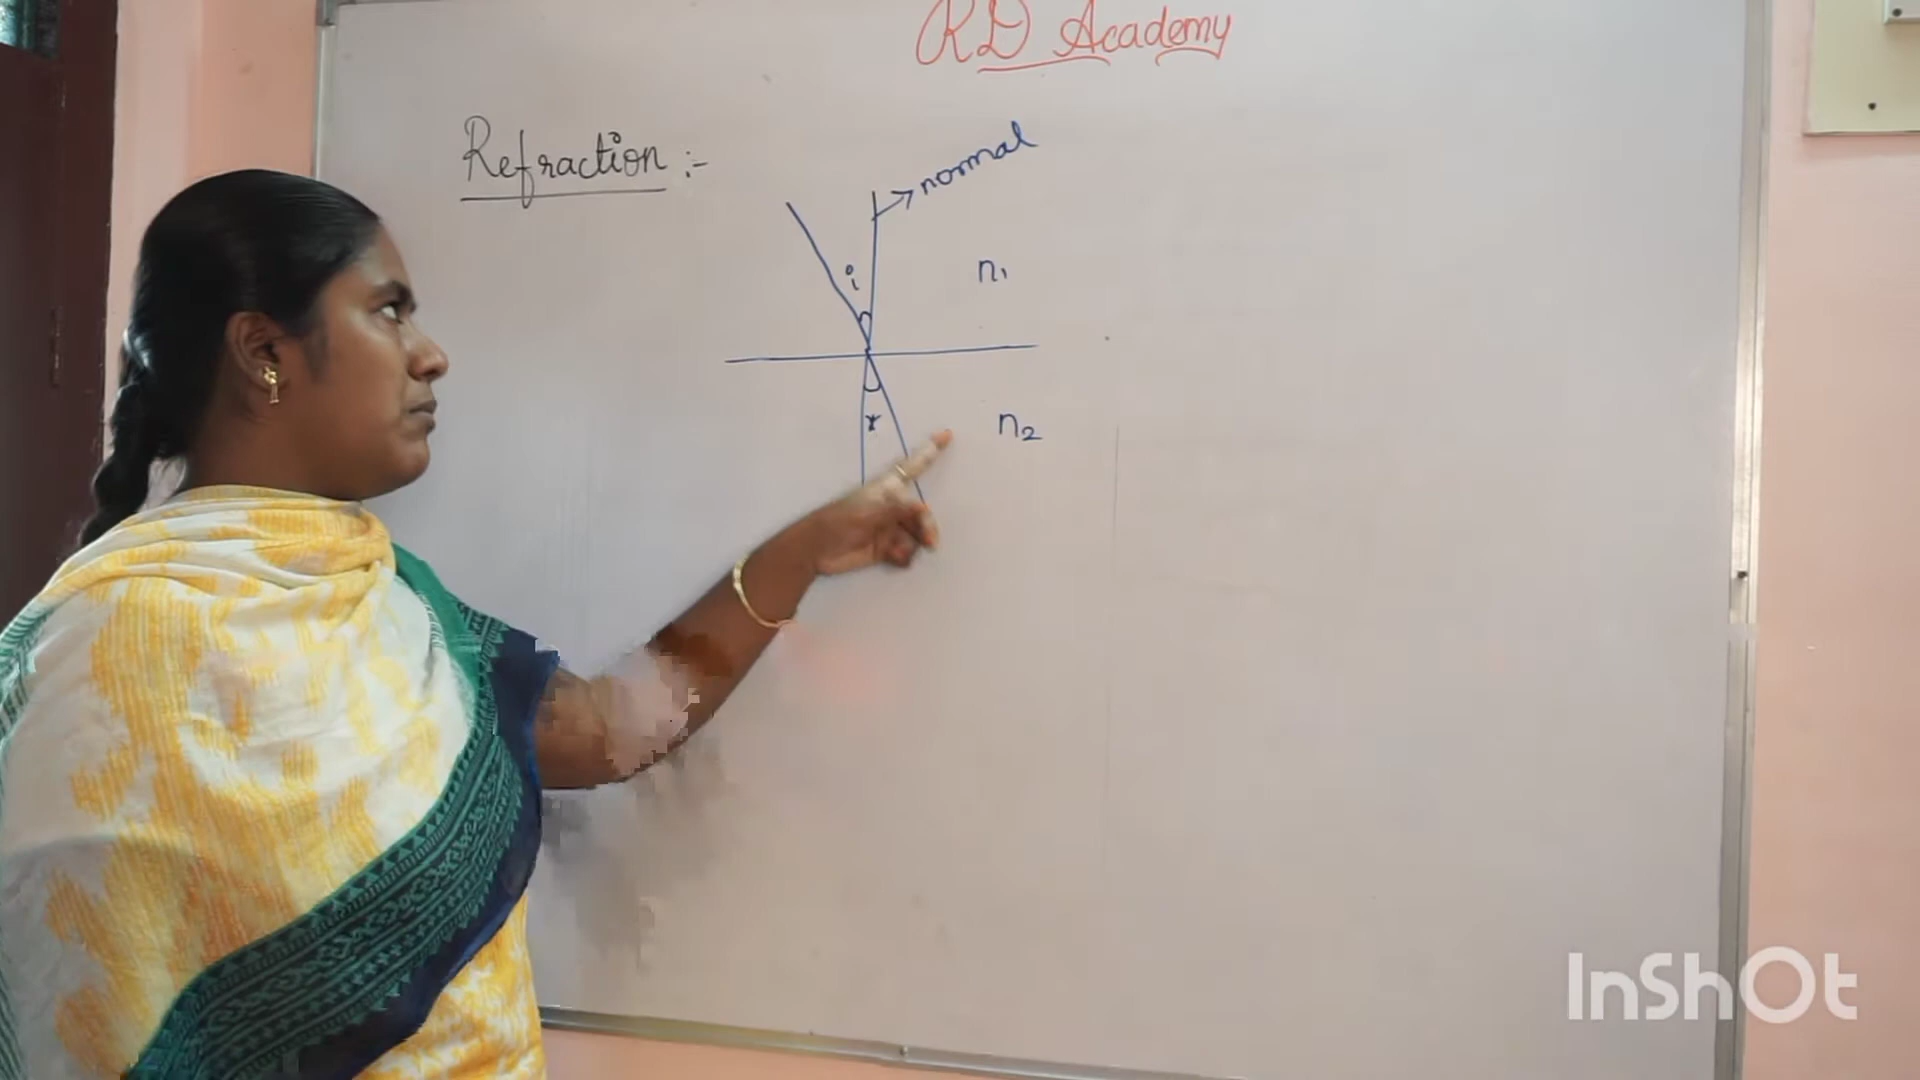 RD Academy
Refraction :-
normal
i
n1
r
n2
InShOt